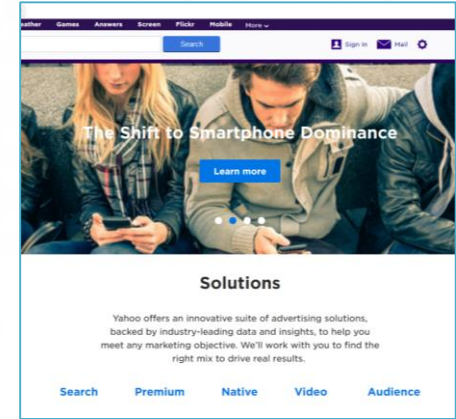 Games Answers Screen Flickr Mobile More
Search Sign In Mail
The Shift to Smartphone Dominance
Learn more
Solutions
Yahoo offers an innovative suite of advertising solutions,
backed by industry-leading data and insights, to help you
meet any marketing objective. We'll work with you to find the
right mix to drive real results.
Search Premium Native Video Audience